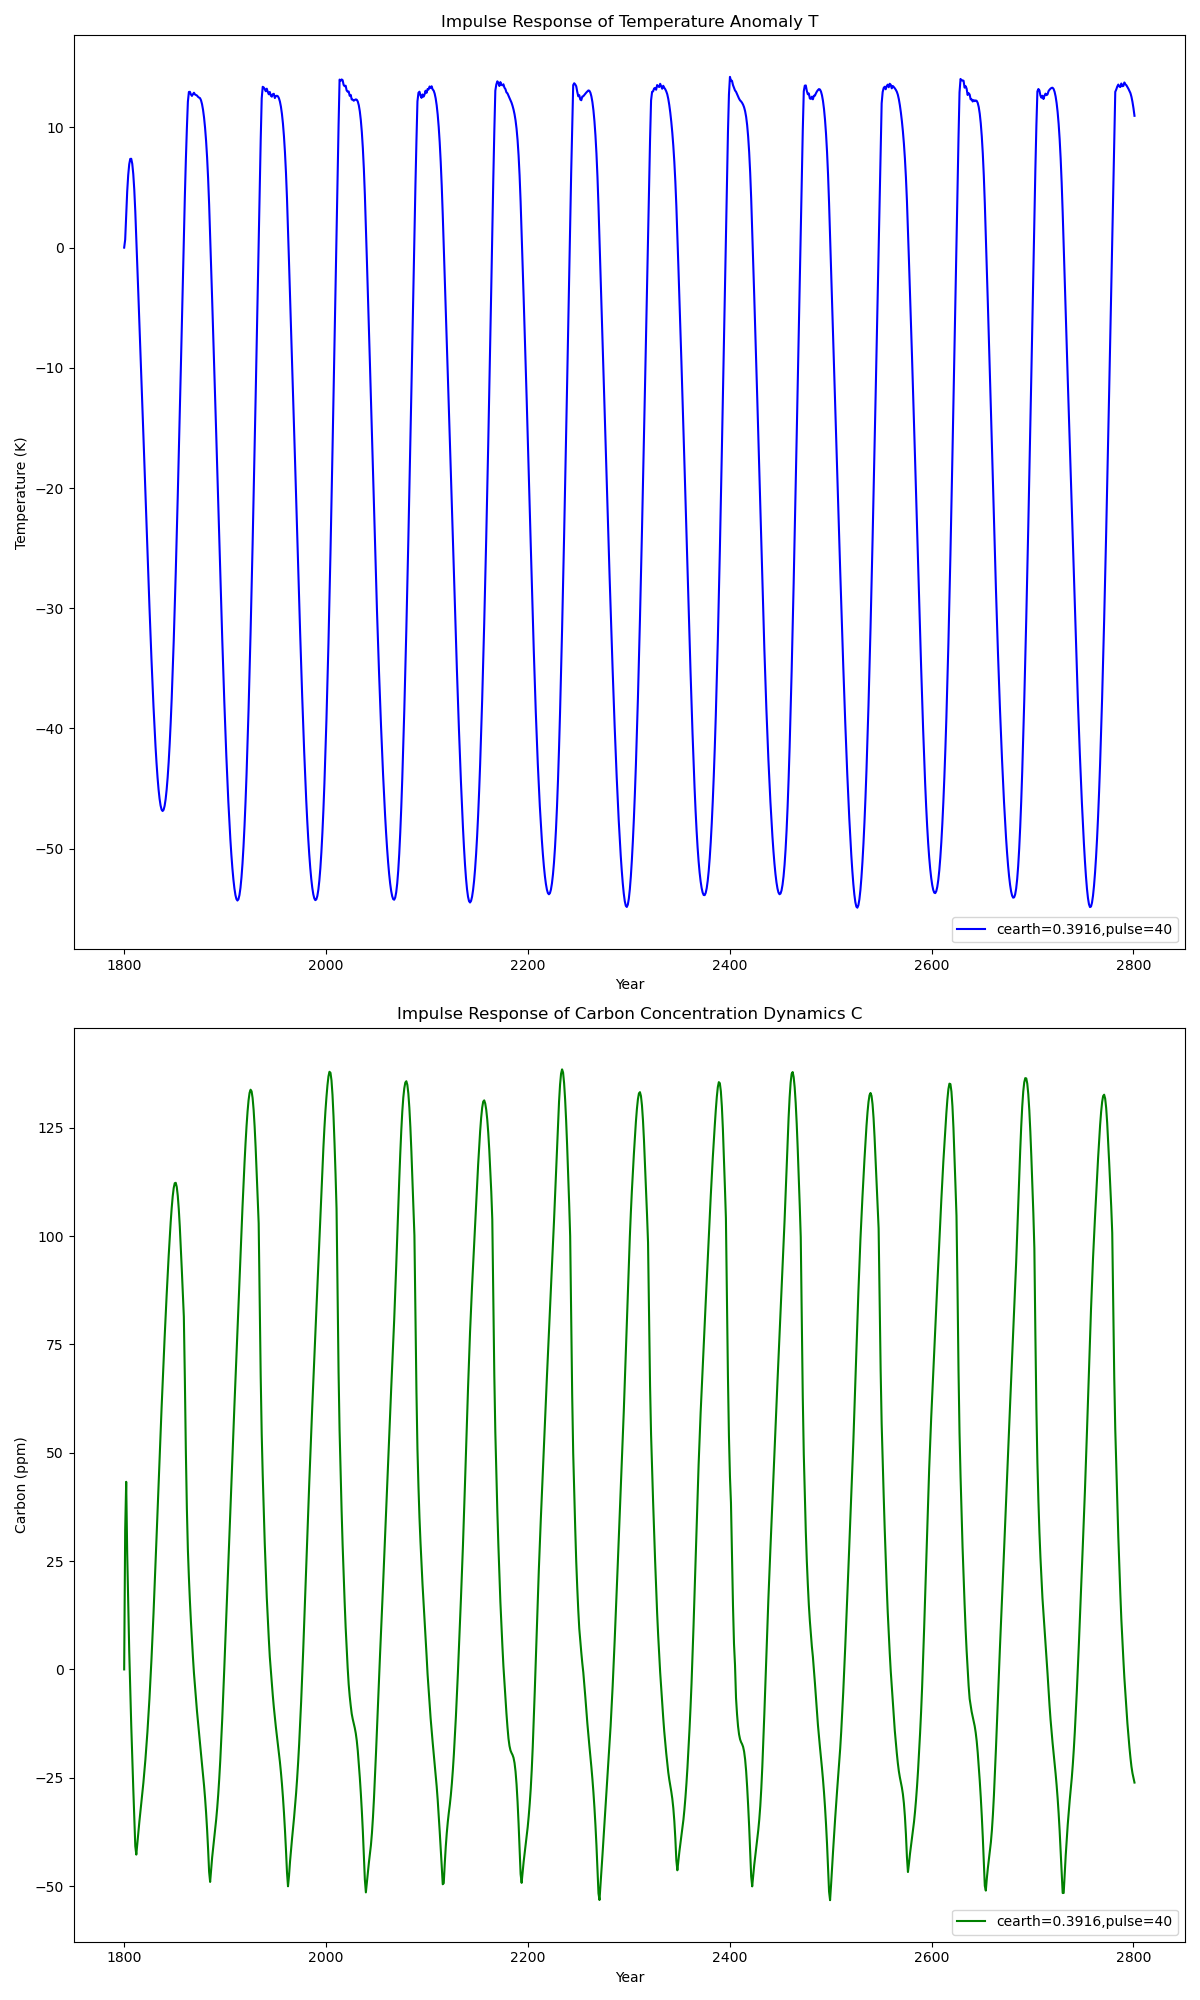 Impulse Response of Temperature Anomaly T
10
0
−10
−20
−30
−40
−50
Temperature (K)
cearth=0.3916,pulse=40
1800 2000 2200 2400 2600 2800
Year
Impulse Response of Carbon Concentration Dynamics C
125
100
75
50
25
0
−25
−50
Carbon (ppm)
cearth=0.3916,pulse=40
1800 2000 2200 2400 2600 2800
Year